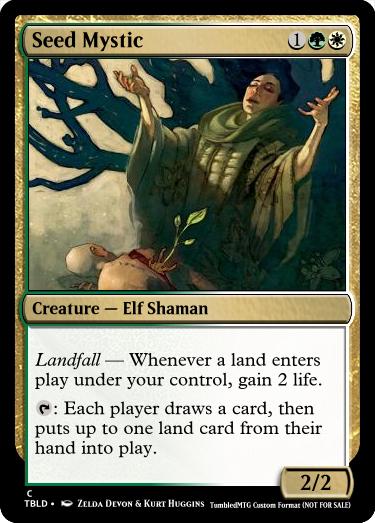 Seed Mystic 1
Creature — Elf Shaman
Landfall — Whenever a land enters
play under your control, gain 2 life.
: Each player draws a card, then
puts up to one land card from their
hand into play.
2/2
C
TBLD • Zelda Devon & Kurt Huggins TumbledMTG Custom Format (NOT FOR SALE)